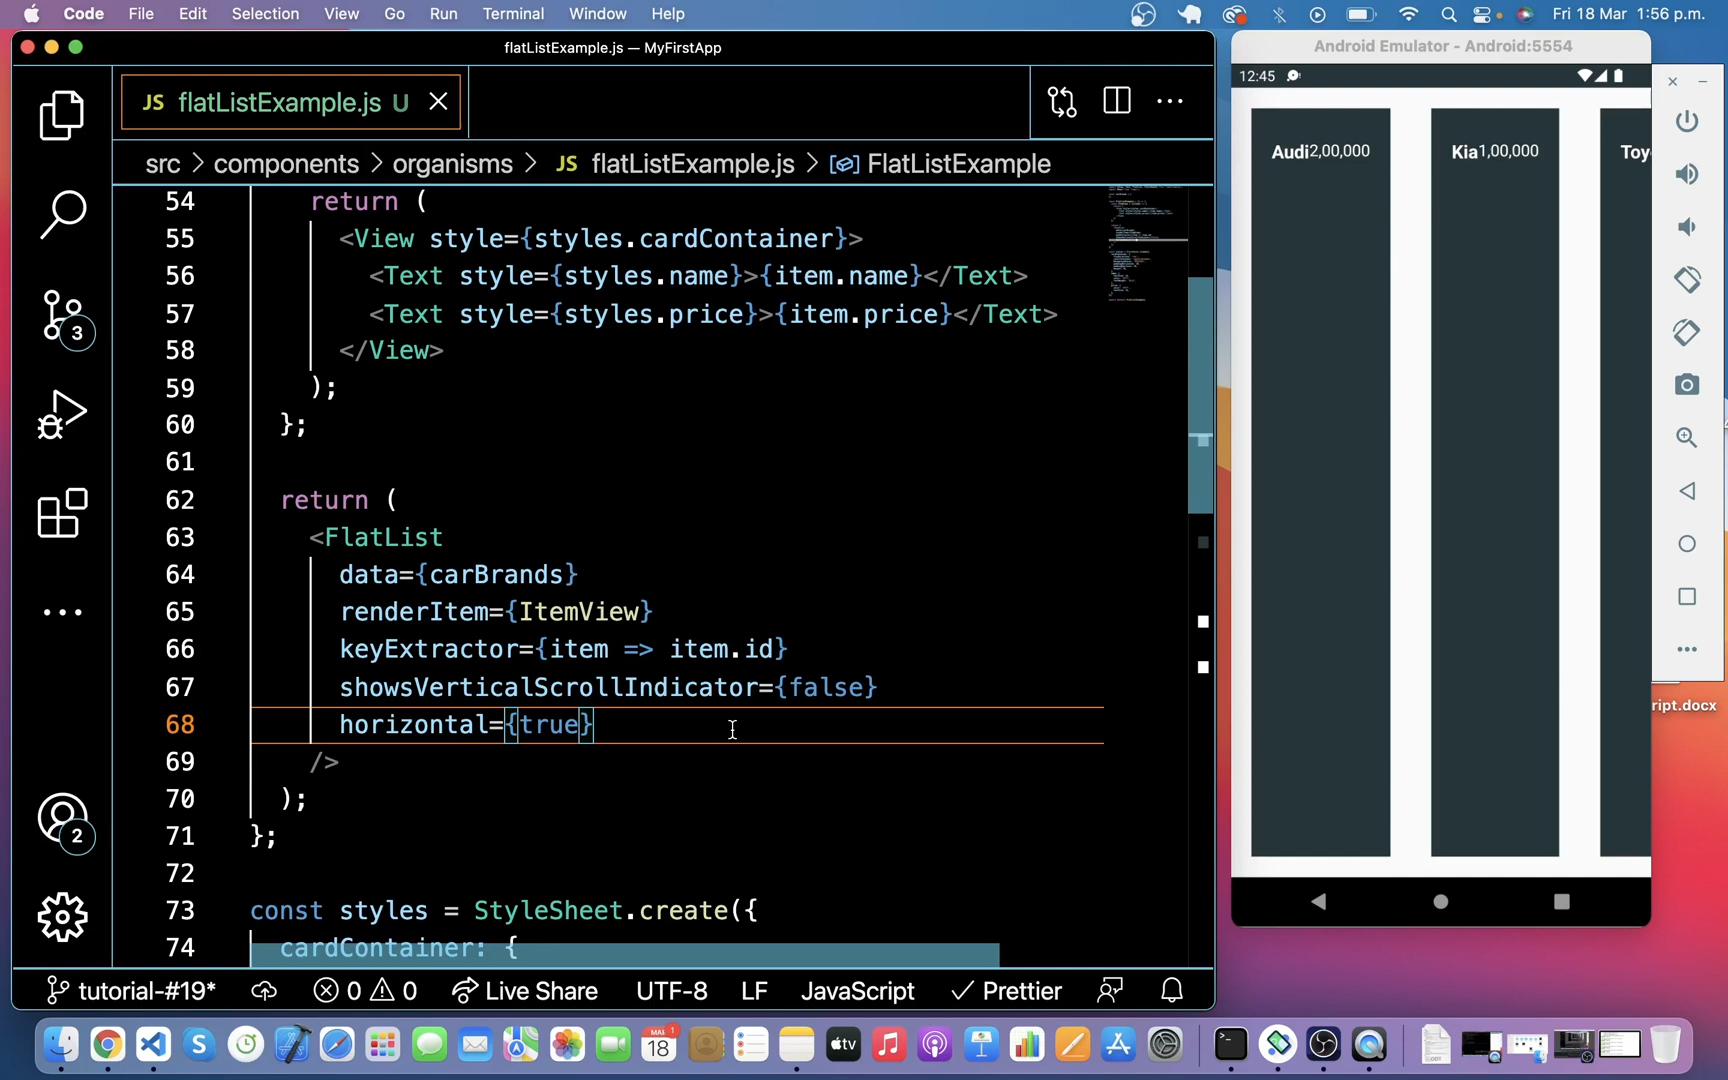 Code File Edit Selection View Go Run Terminal Window Help Fri 18 Mar 1:56 p.m.
flatListExample.js — MyFirstApp
JS flatListExample.js U
src > components > organisms > JS flatListExample.js > FlatListExample
54 return (
55 <View style={styles.cardContainer}>
56 <Text style={styles.name}>{item.name}</Text>
57 <Text style={styles.price}>{item.price}</Text>
58 </View>
59 );
60 };
61
62 return (
63 <FlatList
64 data={carBrands}
65 renderItem={ItemView}
66 keyExtractor={item => item.id}
67 showsVerticalScrollIndicator={false}
68 horizontal={true}
69 />
70 );
71 };
72
73 const styles = StyleSheet.create({
74 cardContainer: {
3
2
tutorial-#19* 0 0 Live Share UTF-8 LF JavaScript Prettier
Android Emulator - Android:5554
12:45
Audi2,00,000 Kia1,00,000 Toy
ript.docx
S
MAR 1
18
tv